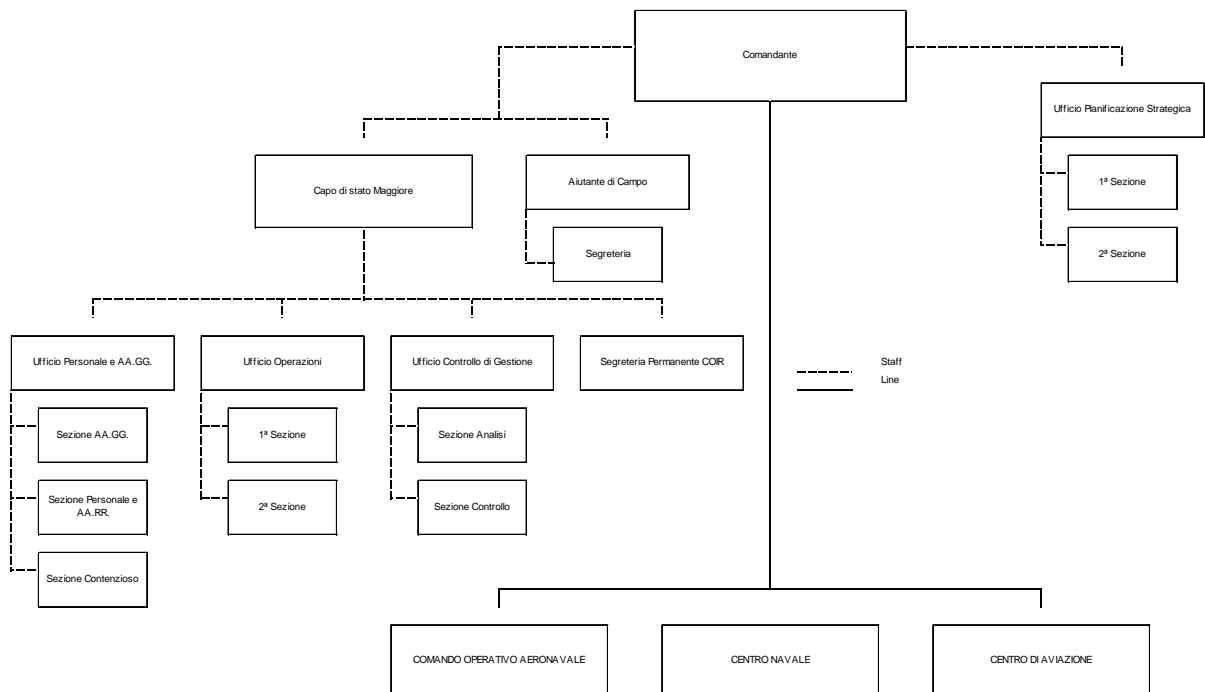 Comandante
Ufficio Pianificazione Strategica
Capo di stato Maggiore
Aiutante di Campo
1ª Sezione
Segreteria
2ª Sezione
Ufficio Personale e AA.GG.
Ufficio Operazioni
Ufficio Controllo di Gestione
Segreteria Permanente COIR
Staff
Line
Sezione AA.GG.
1ª Sezione
Sezione Analisi
Sezione Personale e
AA.RR.
2ª Sezione
Sezione Controllo
Sezione Contenzioso
COMANDO OPERATIVO AERONAVALE
CENTRO NAVALE
CENTRO DI AVIAZIONE